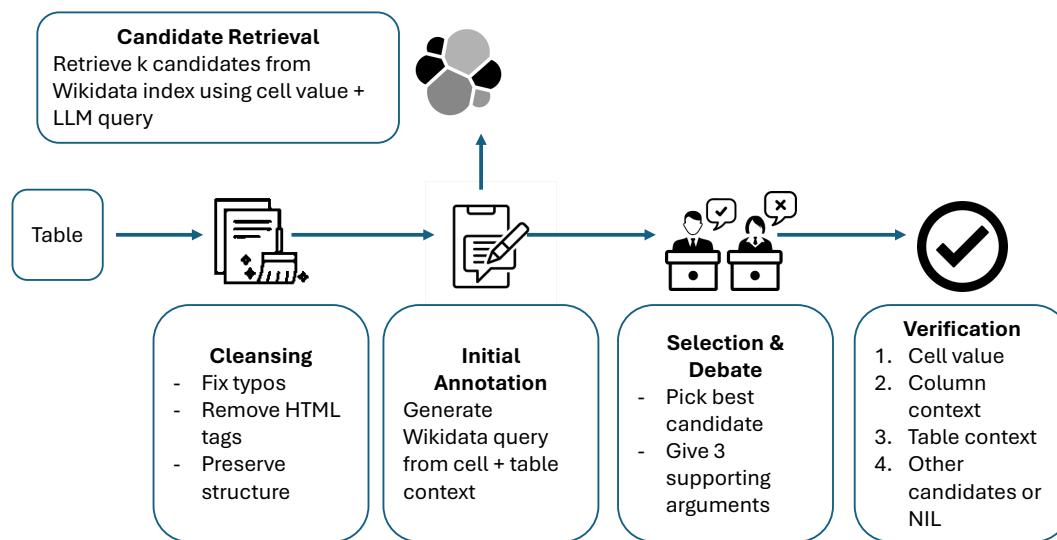 Candidate Retrieval
Retrieve k candidates from
Wikidata index using cell value +
LLM query
Table
Cleansing
- Fix typos
- Remove HTML
tags
- Preserve
structure
Initial
Annotation
Generate
Wikidata query
from cell + table
context
Selection &
Debate
- Pick best
candidate
- Give 3
supporting
arguments
Verification
1. Cell value
2. Column
context
3. Table context
4. Other
candidates or
NIL